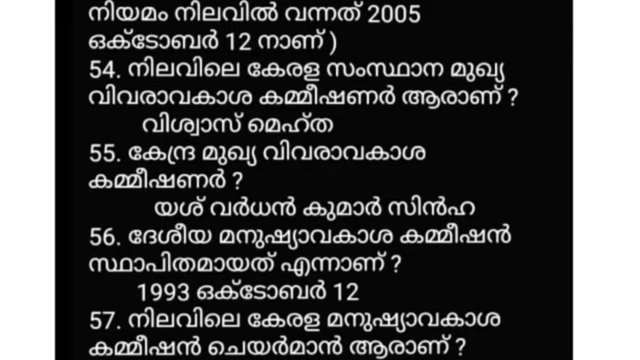 നിയമം നിലവിൽ വന്നത് 2005
ഒക്ടോബർ 12 നാണ് )
54. നിലവിലെ കേരള സംസ്ഥാന മുഖ്യ
വിവരാവകാശ കമ്മീഷണർ ആരാണ് ?
വിശ്വാസ് മെഹ്ത
55. കേന്ദ്ര മുഖ്യ വിവരാവകാശ
കമ്മീഷണർ ?
യശ് വർധൻ കുമാർ സിൻഹ
56. ദേശീയ മനുഷ്യാവകാശ കമ്മീഷൻ
സ്ഥാപിതമായത് എന്നാണ് ?
1993 ഒക്ടോബർ 12
57. നിലവിലെ കേരള മനുഷ്യാവകാശ
കമ്മീഷൻ ചെയർമാൻ ആരാണ് ?